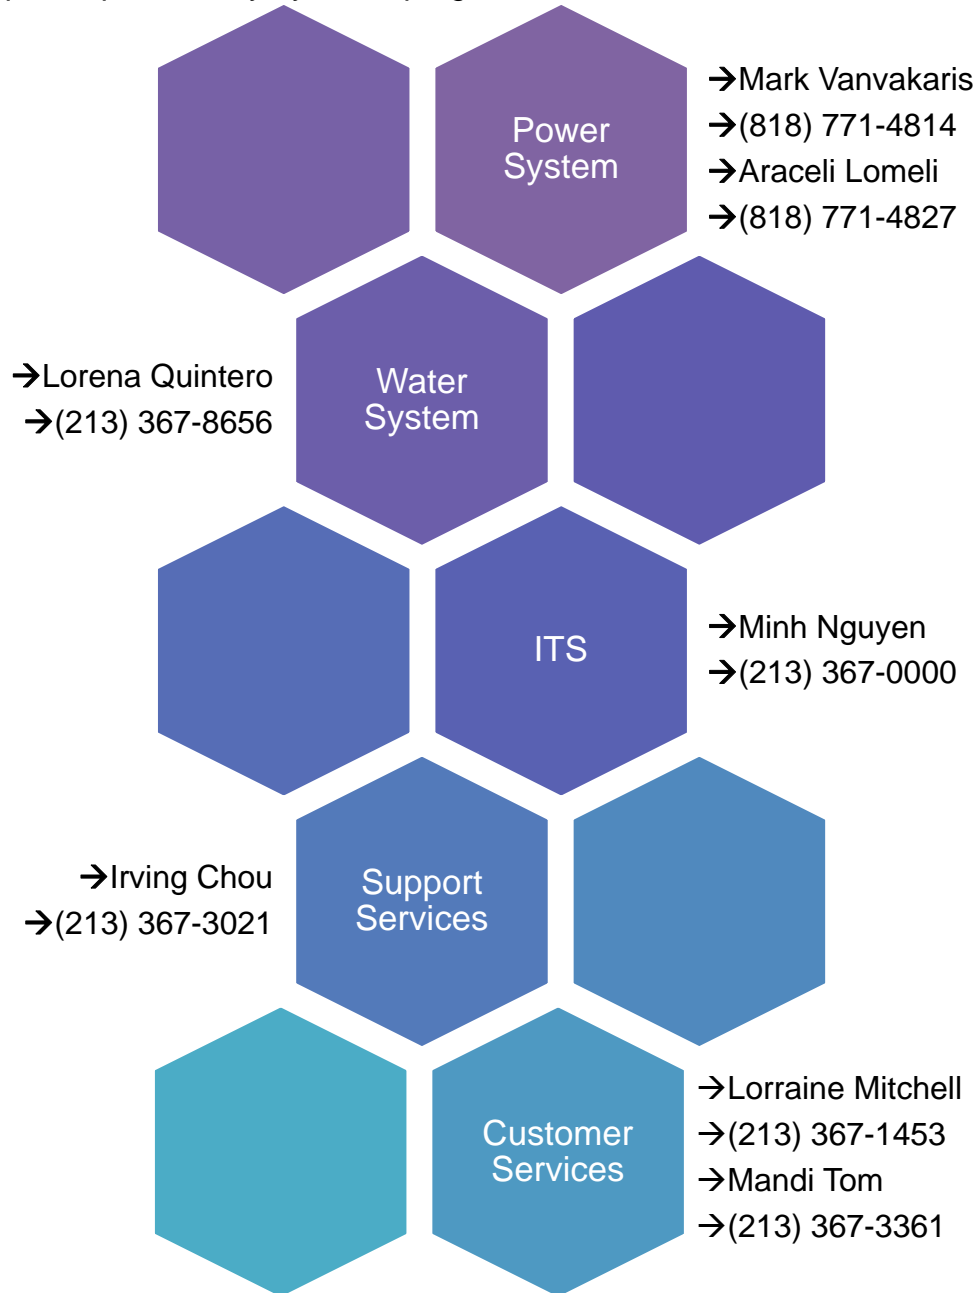 Power
System
→Mark Vanvakaris
→(818) 771-4814
→Araceli Lomeli
→(818) 771-4827
→Lorena Quintero
→(213) 367-8656
Water
System
ITS
→Minh Nguyen
→(213) 367-0000
→Irving Chou
→(213) 367-3021
Support
Services
Customer
Services
→Lorraine Mitchell
→(213) 367-1453
→Mandi Tom
→(213) 367-3361